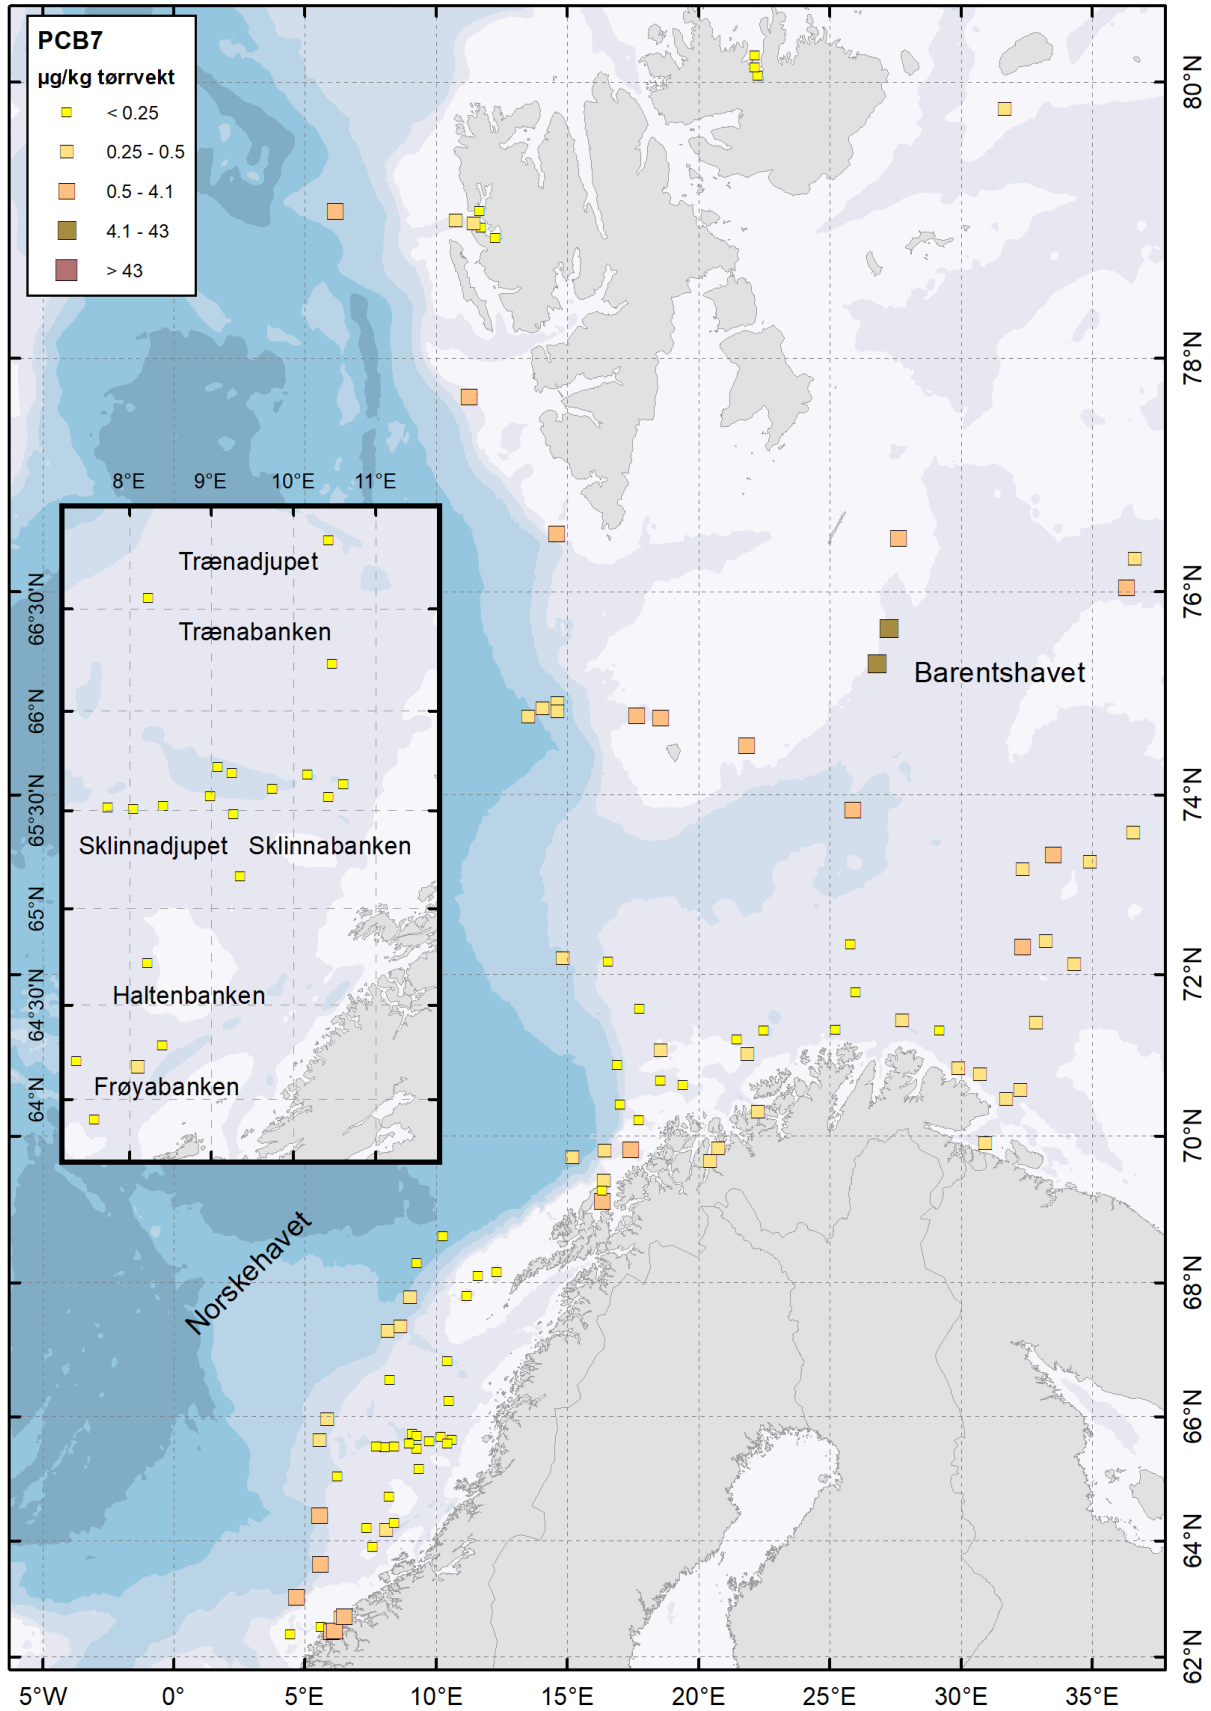 PCB7
µg/kg tørrvekt
< 0.25
0.25 - 0.5
0.5 - 4.1
4.1 - 43
> 43
80°N
78°N
76°N
74°N
72°N
70°N
68°N
66°N
64°N
62°N
8°E 9°E 10°E 11°E
66°30'N
66°N
65°30'N
65°N
64°30'N
64°N
Trænadjupet
Trænabanken
Sklinnadjupet Sklinnabanken
Haltenbanken
Frøyabanken
Barentshavet
Norskehavet
5°W 0° 5°E 10°E 15°E 20°E 25°E 30°E 35°E